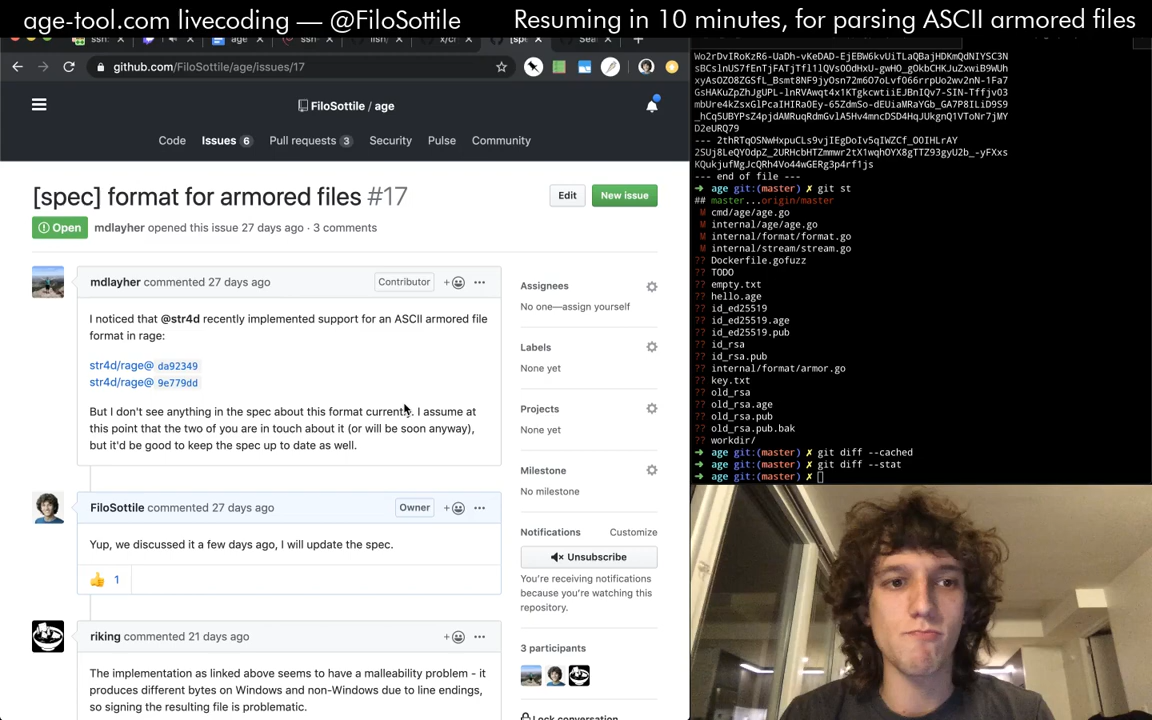 age-tool.com livecoding — @FiloSottile
Resuming in 10 minutes, for parsing ASCII armored files
github.com/FiloSottile/age/issues/17
FiloSottile / age
Code Issues 6 Pull requests 3 Security Pulse Community
[spec] format for armored files #17
Edit New issue
Open mdlayher opened this issue 27 days ago · 3 comments
mdlayher commented 27 days ago Contributor
I noticed that @str4d recently implemented support for an ASCII armored file
format in rage:
str4d/rage@ da92349
str4d/rage@ 9e779dd
But I don't see anything in the spec about this format currently. I assume at
this point that the two of you are in touch about it (or will be soon anyway),
but it'd be good to keep the spec up to date as well.
FiloSottile commented 27 days ago Owner
Yup, we discussed it a few days ago, I will update the spec.
1
riking commented 21 days ago
The implementation as linked above seems to have a malleability problem - it
produces different bytes on Windows and non-Windows due to line endings,
so signing the resulting file is problematic.
Assignees
No one—assign yourself
Labels
None yet
Projects
None yet
Milestone
No milestone
Notifications Customize
Unsubscribe
You're receiving notifications
because you're watching this
repository.
3 participants
Lock conversation
D2eURQ79
--- end of file ---
➜ age git:(master) ✗ git st
## master...origin/master
M cmd/age/age.go
M internal/age/age.go
M internal/format/format.go
M internal/stream/stream.go
?? Dockerfile.gofuzz
?? TODO
?? empty.txt
?? hello.age
?? id_ed25519
?? id_ed25519.age
?? id_ed25519.pub
?? id_rsa
?? id_rsa.pub
?? internal/format/armor.go
?? key.txt
?? old_rsa
?? old_rsa.age
?? old_rsa.pub
?? old_rsa.pub.bak
?? workdir/
➜ age git:(master) ✗ git diff --cached
➜ age git:(master) ✗ git diff --stat
➜ age git:(master) ✗